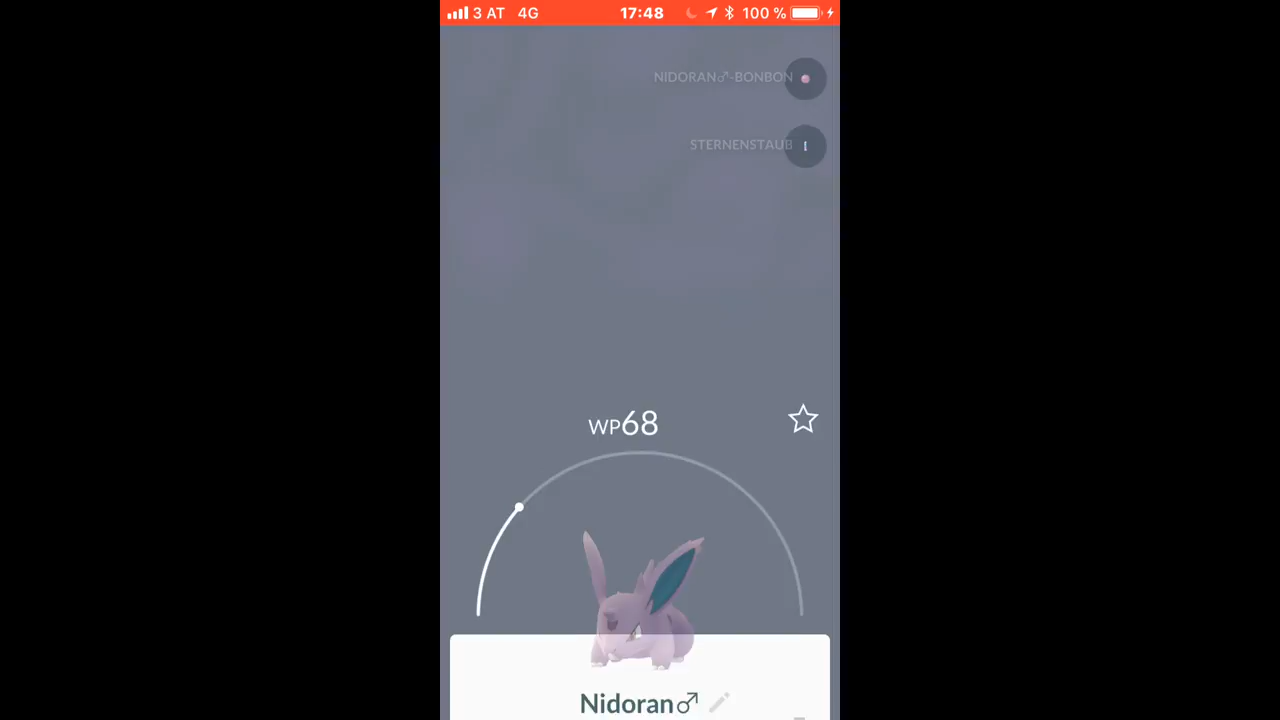 3 AT 4G 17:48 100 %
NIDORAN♂-BONBON
STERNENSTAUB
WP68
Nidoran♂